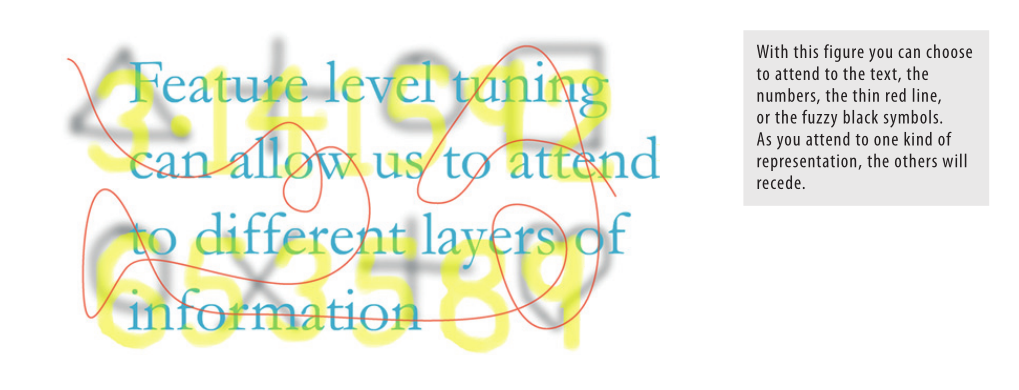 Feature level tuning
3.141592
can allow us to attend
to different layers of
653589
information
With this figure you can choose
to attend to the text, the
numbers, the thin red line,
or the fuzzy black symbols.
As you attend to one kind of
representation, the others will
recede.